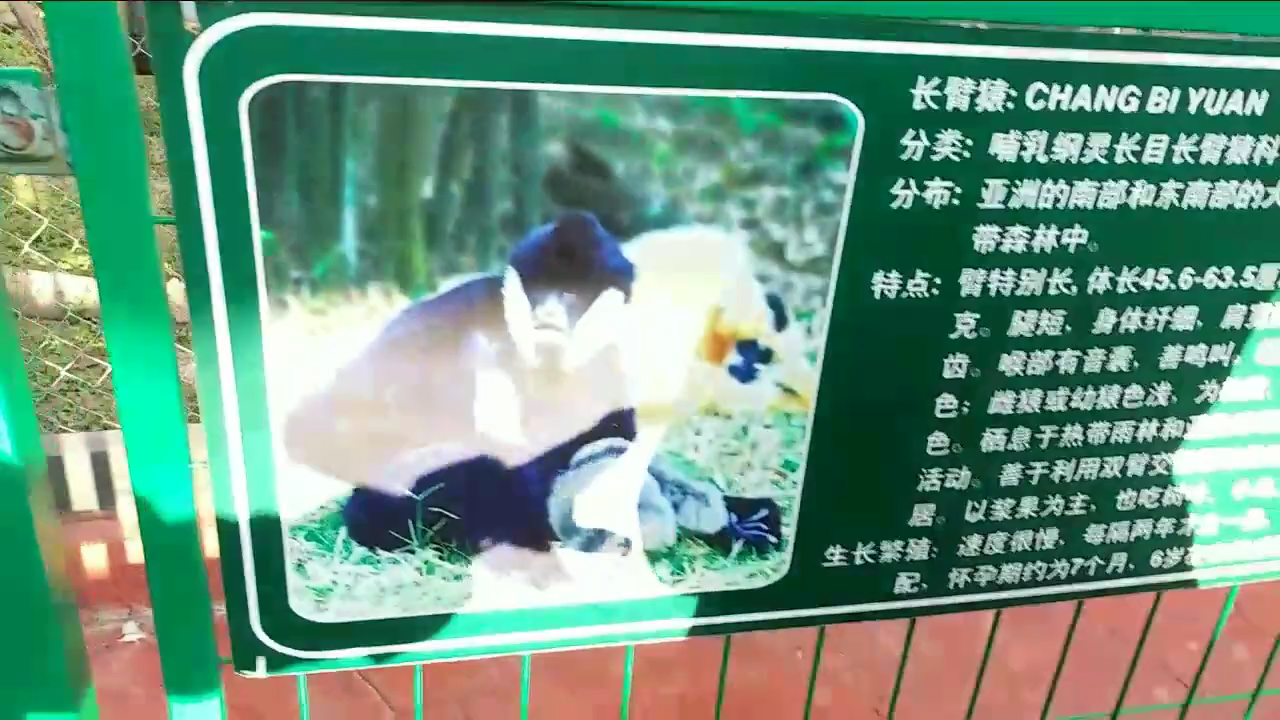 长臂猿: CHANG BI YUAN
分类: 哺乳纲灵长目长臂猿科
分布: 亚洲的南部和东南部的
带森林中。
特点: 臂特别长, 体长45.6-63.5厘
克。腿短、身体纤细、肩
齿。喉部有音囊、善鸣叫,
色; 雌猿或幼猿色浅, 为
色。栖息于热带雨林和
活动。善于利用双臂交
居。以浆果为主, 也吃
生长繁殖: 速度很慢, 每隔两年
配、怀孕期约为7个月, 6岁